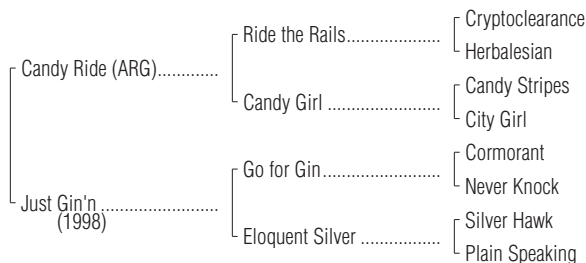 Cryptoclearance
Ride the Rails....................
Herbalesian
Candy Ride (ARG).............
Candy Stripes
Candy Girl ........................
City Girl
Cormorant
Go for Gin.........................
Never Knock
Just Gin'n .........................
(1998)
Silver Hawk
Eloquent Silver .................
Plain Speaking